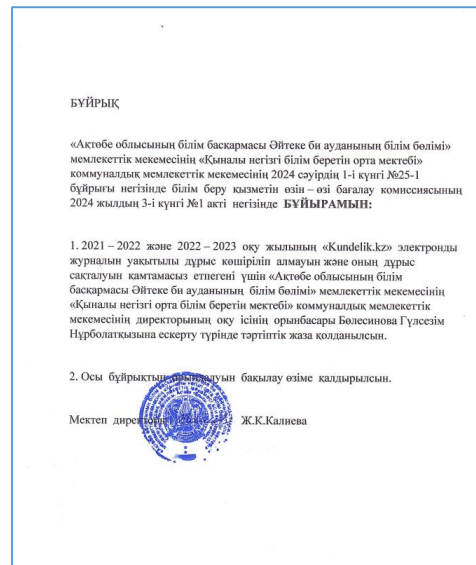 БҰЙРЫҚ
«Ақтөбе облысының білім басқармасы Әйтеке би ауданының білім бөлімі»
мемлекеттік мекемесінің «Қыналы негізгі білім беретін орта мектебі»
коммуналдық мемлекеттік мекемесінің 2024 сәуірдің 1-і күнгі №25-1
бұйрығы негізінде білім беру қызметін өзін – өзі бағалау комиссиясының
2024 жылдың 3-і күнгі №1 акті негізінде БҰЙЫРАМЫН:
1. 2021 – 2022 және 2022 – 2023 оқу жылының «Kundelik.kz» электронды
журналын уақытылы дұрыс көшіріліп алмауын және оның дұрыс
сақталуын қамтамасыз етпегені үшін «Ақтөбе облысының білім
басқармасы Әйтеке би ауданының білім бөлімі» мемлекеттік мекемесінің
«Қыналы негізгі орта білім беретін мектебі» коммуналдық мемлекеттік
мекемесінің директорының оқу ісінің орынбасары Бөлесинова Гүлсезім
Нұрболатқызына ескерту түрінде тәртіптік жаза қолданылсын.
2. Осы бұйрықтың орындалуын бақылау өзіме қалдырылсын.
Мектеп директоры Ж.К.Калиева